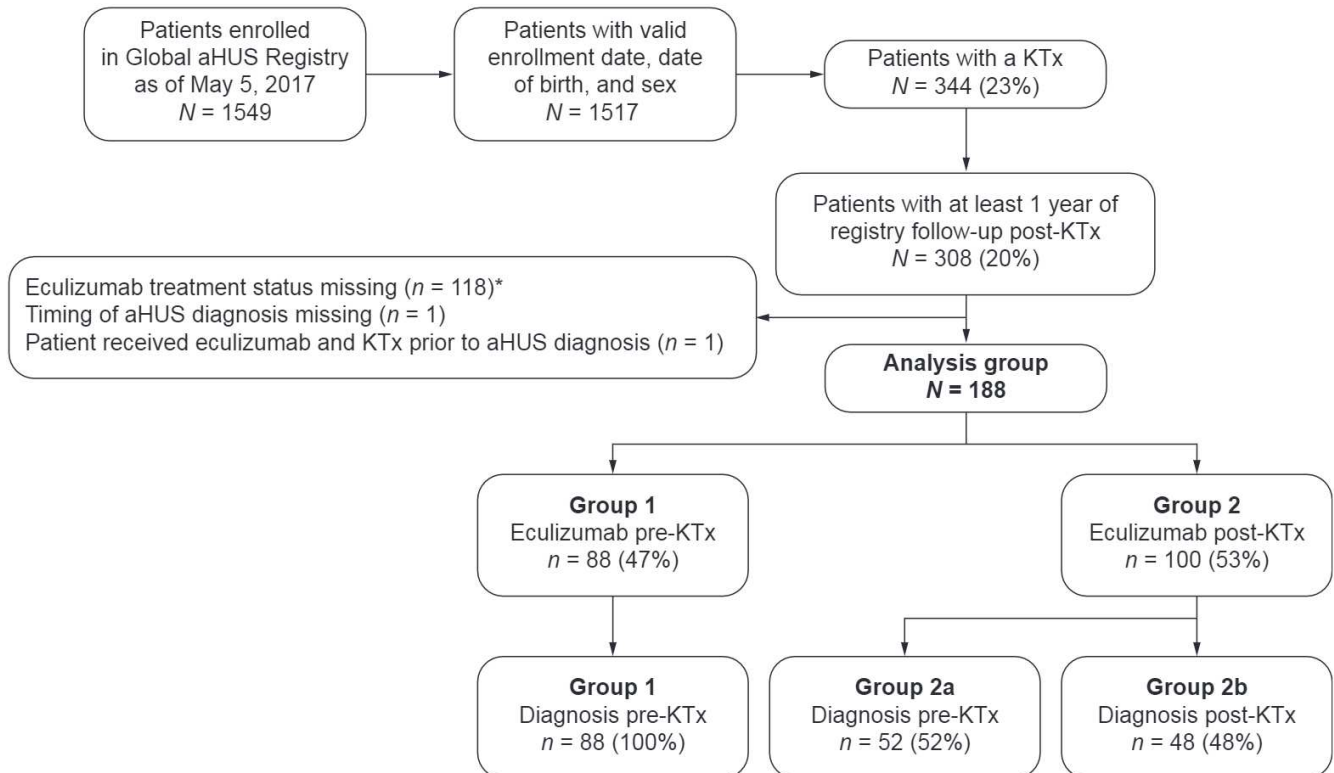 Patients enrolled
in Global aHUS Registry
as of May 5, 2017
N = 1549
Patients with valid
enrollment date, date
of birth, and sex
N = 1517
Patients with a KTx
N = 344 (23%)
Patients with at least 1 year of
registry follow-up post-KTx
N = 308 (20%)
Eculizumab treatment status missing (n = 118)*
Timing of aHUS diagnosis missing (n = 1)
Patient received eculizumab and KTx prior to aHUS diagnosis (n = 1)
Analysis group
N = 188
Group 1
Eculizumab pre-KTx
n = 88 (47%)
Group 2
Eculizumab post-KTx
n = 100 (53%)
Group 1
Diagnosis pre-KTx
n = 88 (100%)
Group 2a
Diagnosis pre-KTx
n = 52 (52%)
Group 2b
Diagnosis post-KTx
n = 48 (48%)